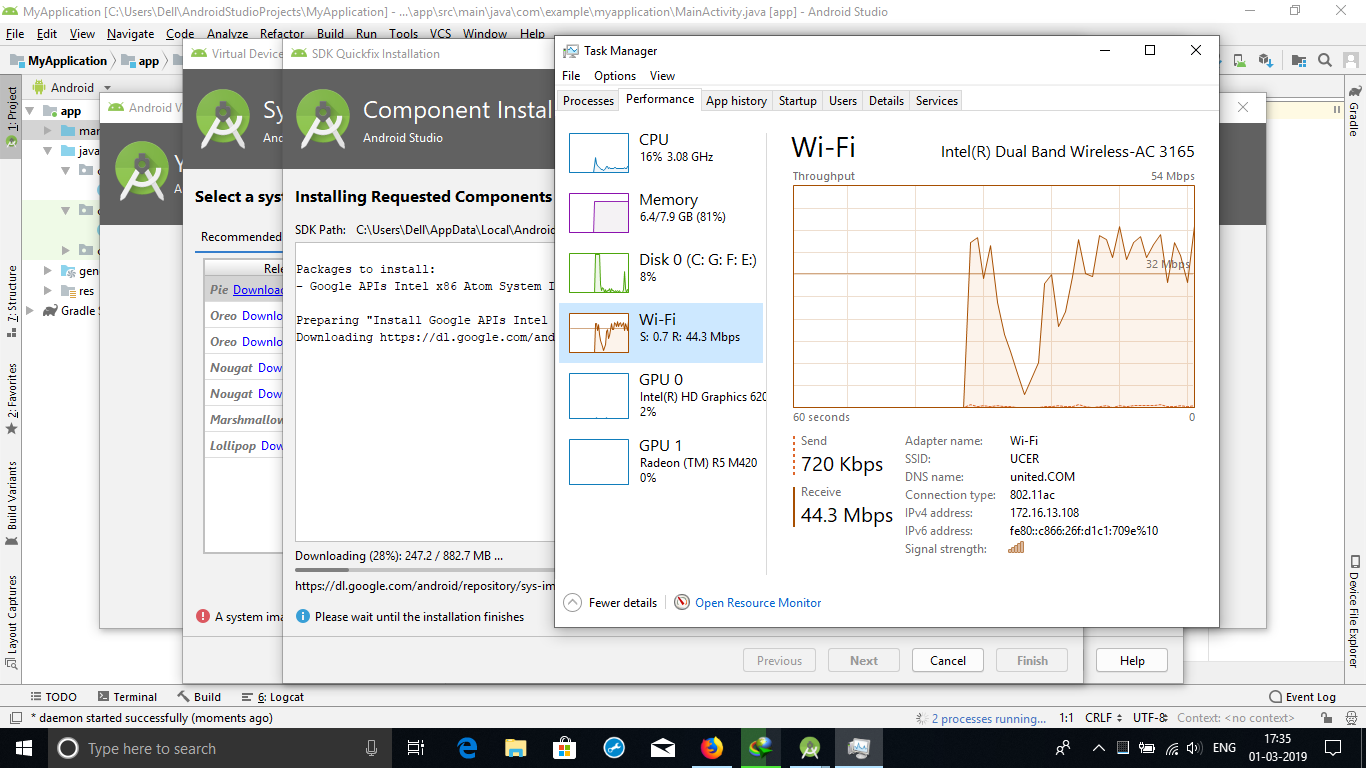 MyApplication [C:\Users\Dell\AndroidStudioProjects\MyApplication] - ...\app\src\main\java\com\example\myapplication\MainActivity.java [app] - Android Studio
File Edit View Navigate Code Analyze Refactor Build Run Tools VCS Window Help
MyApplication app
Android
1: Project
7: Structure
2: Favorites
Build Variants
Layout Captures
app
java
res
Gradle
Android V
Virtual Device
Select a sys
Recommended
Rele
Pie Download
Oreo Downlo
Oreo Downlo
Nougat Dow
Nougat Dow
Marshmallow
Lollipop Dow
A system ima
SDK Quickfix Installation
Component Instal
Android Studio
Installing Requested Components
SDK Path: C:\Users\Dell\AppData\Local\Android
Packages to install:
- Google APIs Intel x86 Atom System I
Preparing "Install Google APIs Intel
Downloading https://dl.google.com/and
Downloading (28%): 247.2 / 882.7 MB ...
https://dl.google.com/android/repository/sys-im
Please wait until the installation finishes
Previous Next Cancel Finish Help
Task Manager
File Options View
Processes Performance App history Startup Users Details Services
CPU
16% 3.08 GHz
Memory
6.4/7.9 GB (81%)
Disk 0 (C: G: F: E:)
8%
Wi-Fi
S: 0.7 R: 44.3 Mbps
GPU 0
Intel(R) HD Graphics 620
2%
GPU 1
Radeon (TM) R5 M420
0%
Wi-Fi Intel(R) Dual Band Wireless-AC 3165
Throughput 54 Mbps
32 Mbps
60 seconds 0
Send
720 Kbps
Receive
44.3 Mbps
Adapter name: Wi-Fi
SSID: UCER
DNS name: united.COM
Connection type: 802.11ac
IPv4 address: 172.16.13.108
IPv6 address: fe80::c866:26f:d1c1:709e%10
Signal strength:
Fewer details Open Resource Monitor
Gradle
Device File Explorer
TODO Terminal Build 6: Logcat Event Log
* daemon started successfully (moments ago) 2 processes running... 1:1 CRLF UTF-8 Context: <no context>
Type here to search
ENG 17:35
01-03-2019